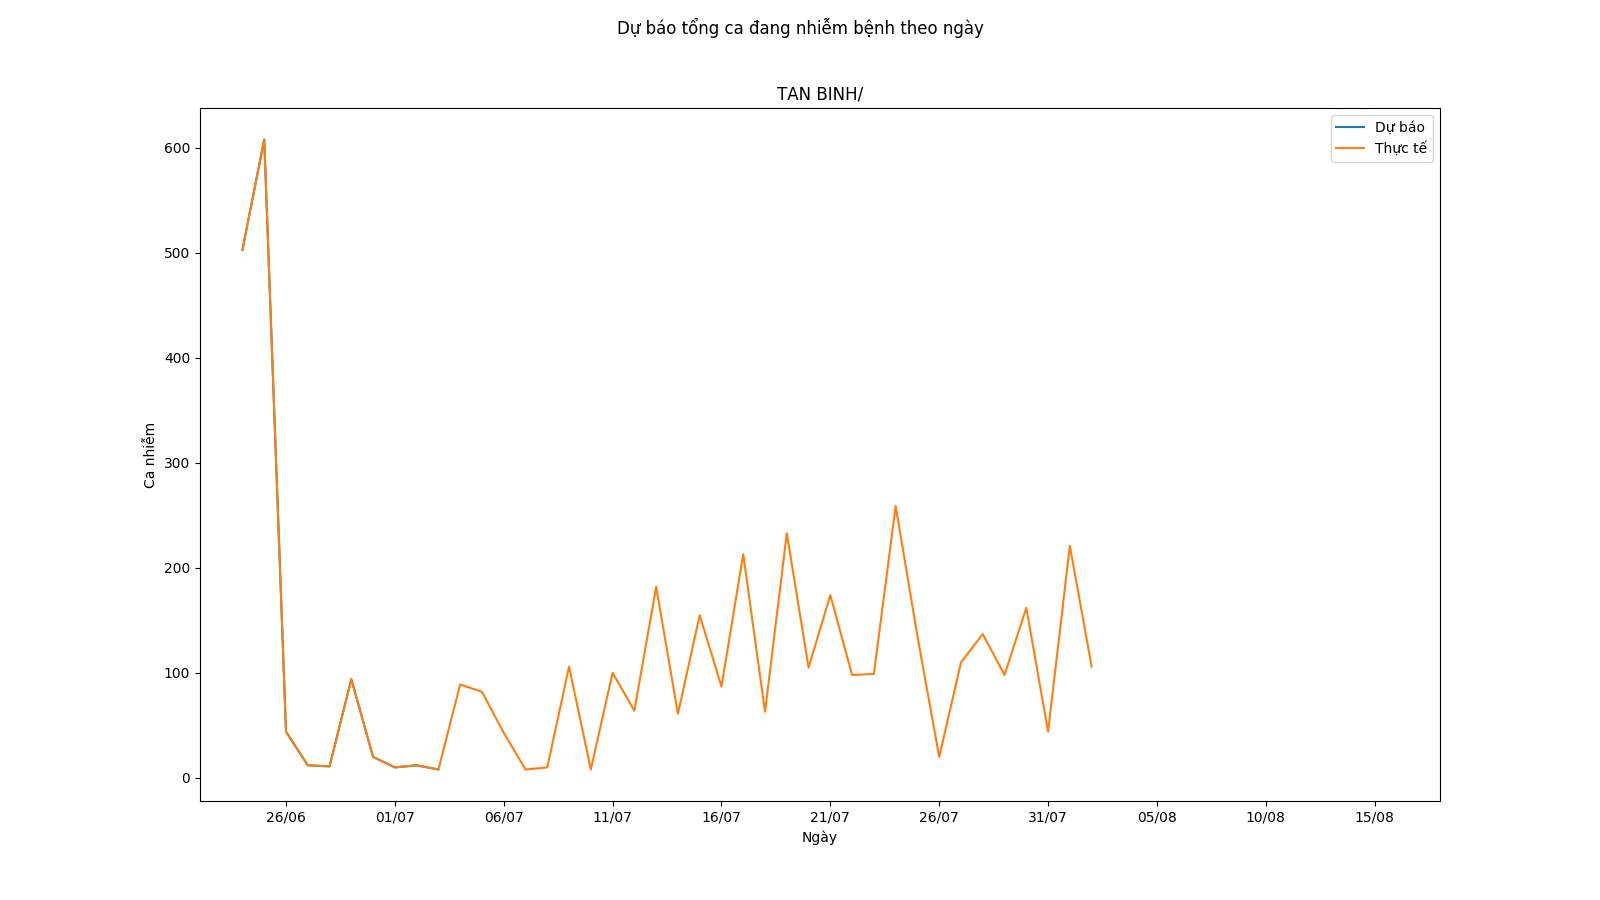 Dự báo tổng ca đang nhiễm bệnh theo ngày
TAN BINH/
Dự báo
Thực tế
600
500
400
300
200
100
0
Ca nhiễm
26/06 01/07 06/07 11/07 16/07 21/07 26/07 31/07 05/08 10/08 15/08
Ngày